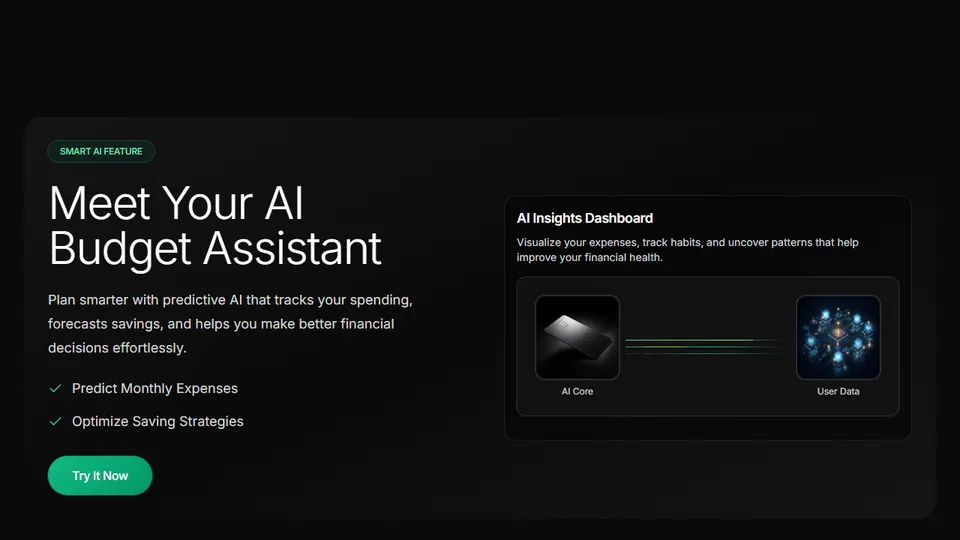 SMART AI FEATURE
Meet Your AI
Budget Assistant
Plan smarter with predictive AI that tracks your spending,
forecasts savings, and helps you make better financial
decisions effortlessly.
Predict Monthly Expenses
Optimize Saving Strategies
Try It Now
AI Insights Dashboard
Visualize your expenses, track habits, and uncover patterns that help
improve your financial health.
AI Core
User Data